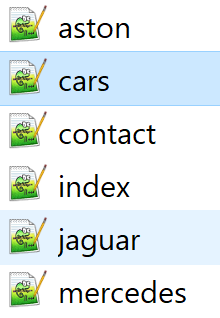 aston
cars
contact
index
jaguar
mercedes